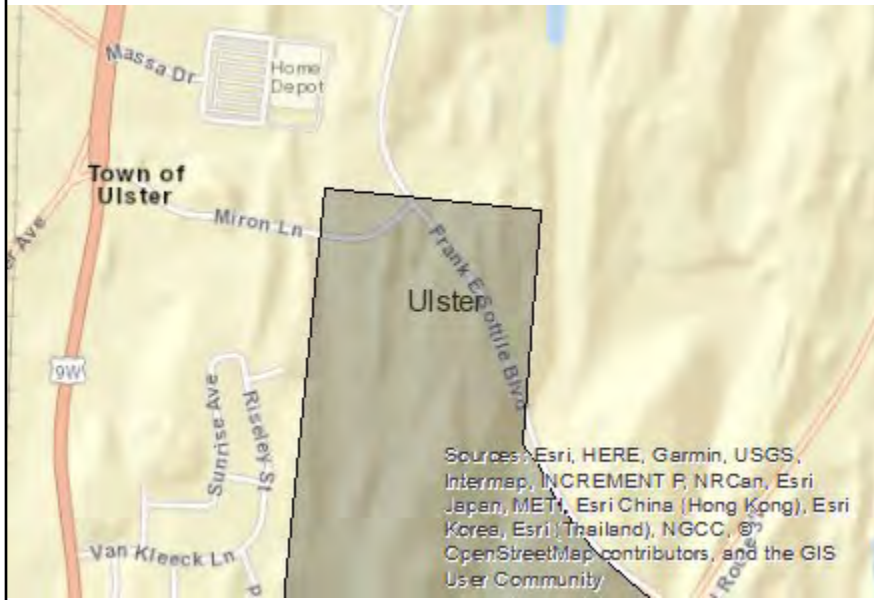 Massa Dr
Home
Depot
Town of
Ulster
Miron Ln
er Ave
Frank E Sottile Blvd
Ulster
9W
Sunrise Ave
Riseley St
Van Kleeck Ln
P
Sources: Esri, HERE, Garmin, USGS,
Intermap, INCREMENT P, NRCan, Esri
Japan, METI, Esri China (Hong Kong), Esri
Korea, Esri (Thailand), NGCC, ©
OpenStreetMap contributors, and the GIS
User Community